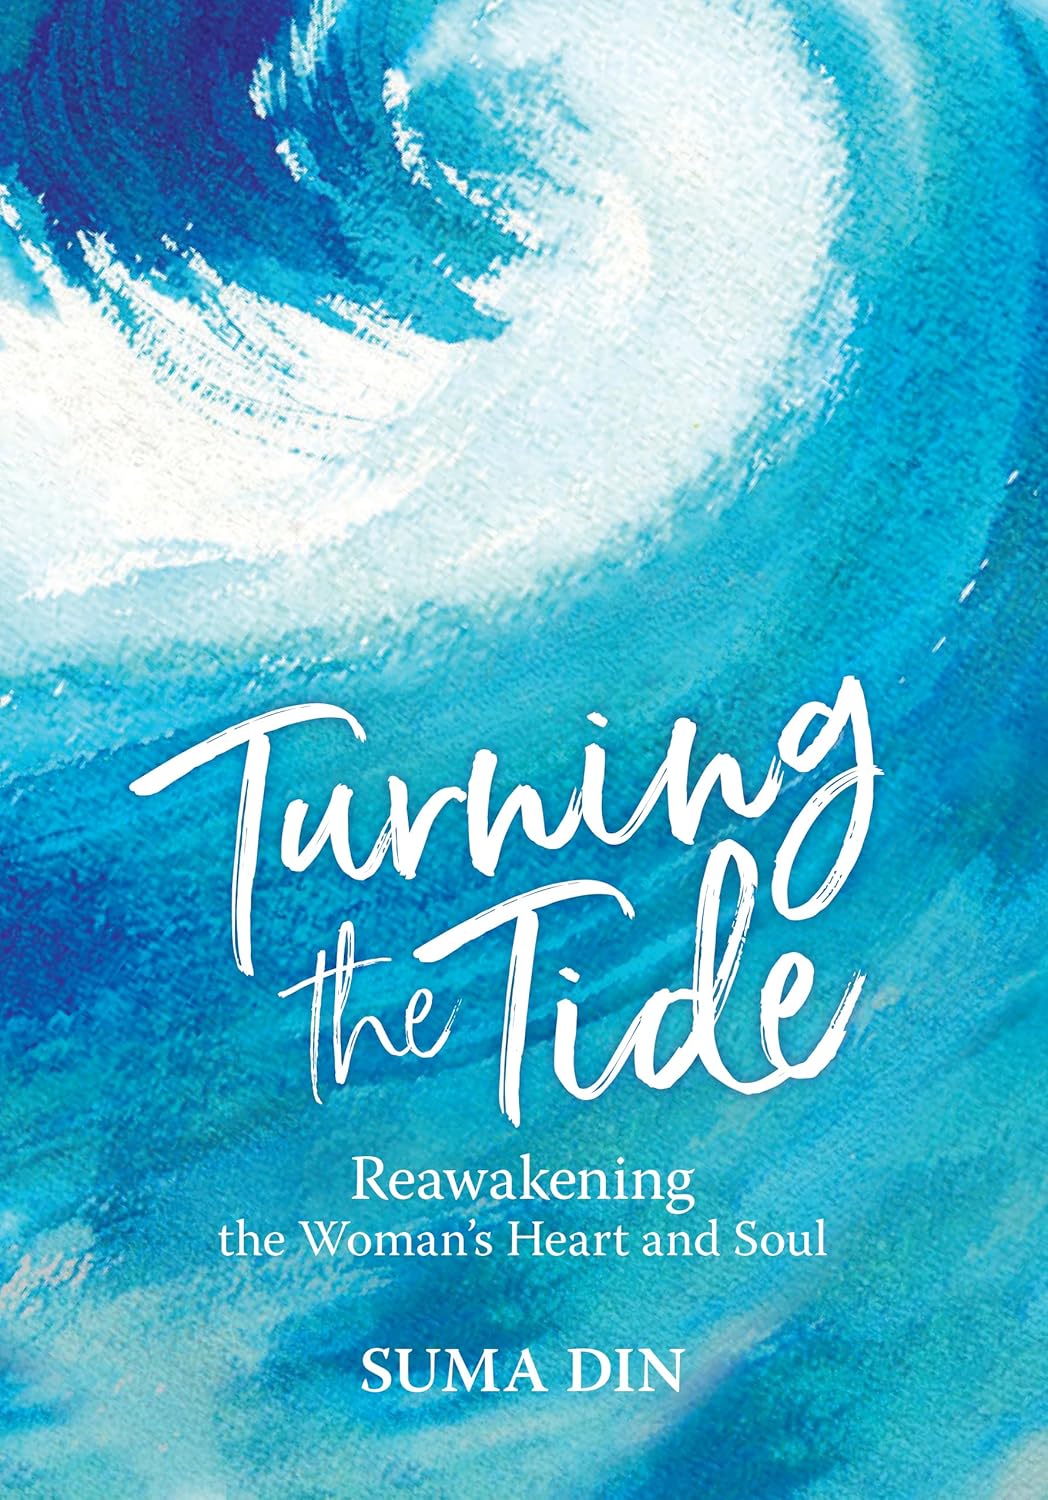 Turning
the Tide
Reawakening
the Woman’s Heart and Soul
SUMA DIN